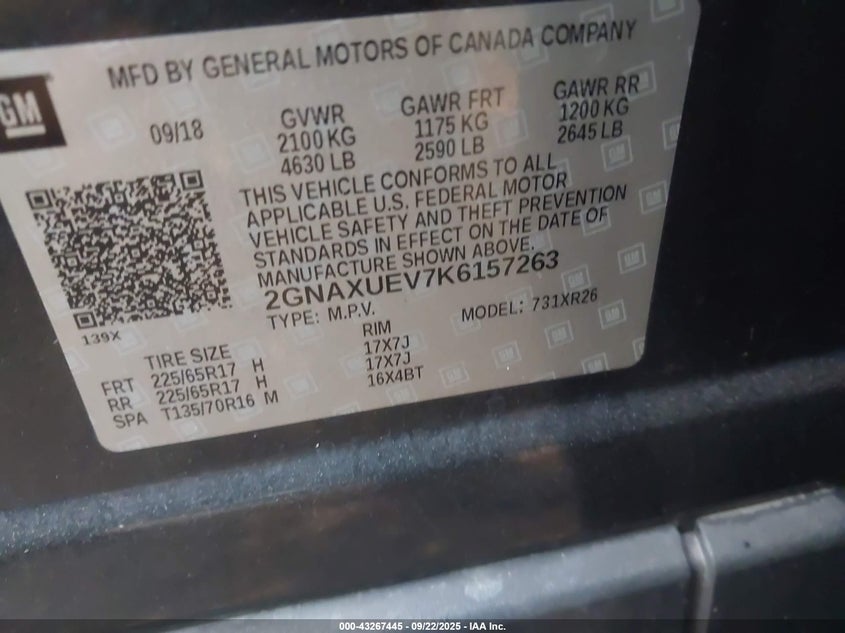 GM
MFD BY GENERAL MOTORS OF CANADA COMPANY
09/18
GVWR
2100 KG
4630 LB
GAWR FRT
1175 KG
2590 LB
GAWR RR
1200 KG
2645 LB
THIS VEHICLE CONFORMS TO ALL
APPLICABLE U.S. FEDERAL MOTOR
VEHICLE SAFETY AND THEFT PREVENTION
STANDARDS IN EFFECT ON THE DATE OF
MANUFACTURE SHOWN ABOVE.
2GNAXUEV7K6157263
TYPE: M.P.V. MODEL: 731XR26
139X
TIRE SIZE RIM
FRT 225/65R17 H 17X7J
RR 225/65R17 H 17X7J
SPA T135/70R16 M 16X4BT
000-43267445 - 09/22/2025 - IAA Inc.